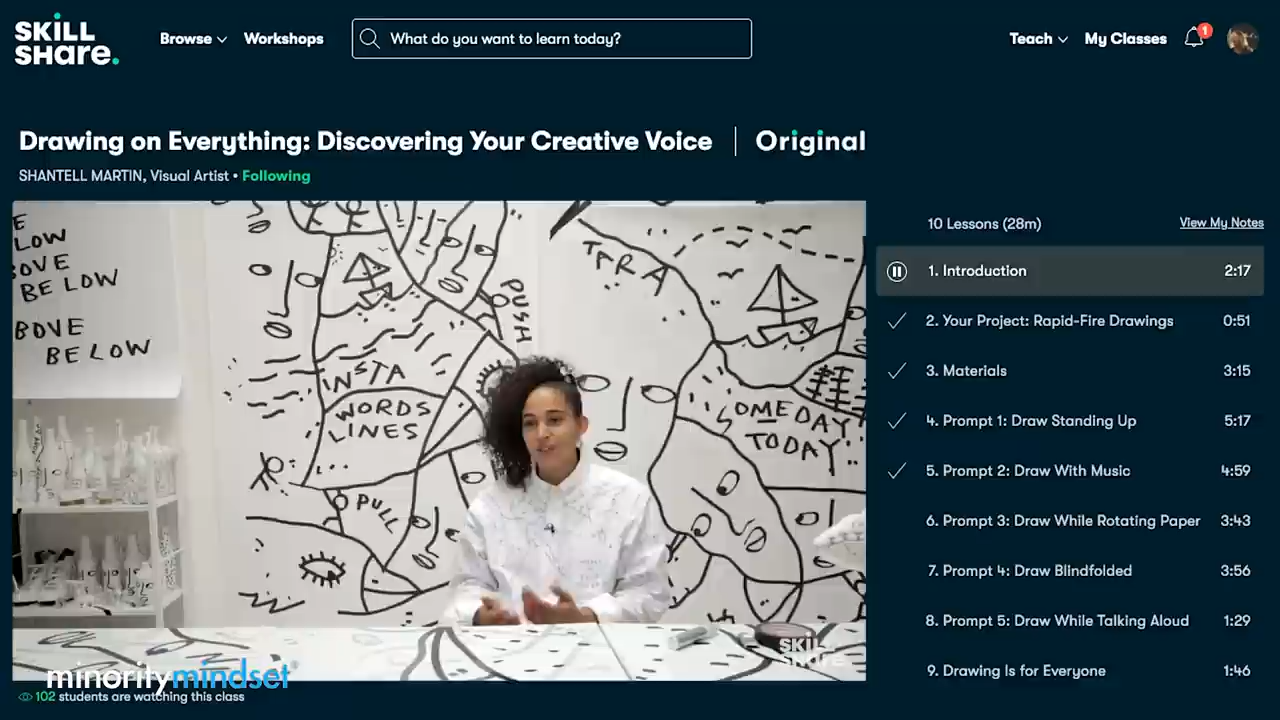 SKiLL
SHare.
Browse
Workshops
What do you want to learn today?
Teach
My Classes
1
Drawing on Everything: Discovering Your Creative Voice | Original
SHANTELL MARTIN, Visual Artist • Following
E
LOW
BOVE
BE LOW
BOVE
BELOW
TARA
PUSH
INSTA
WORDS
LINES
SOMEDAY
TODAY
PULL
SKiLL
SHare.
minoritymindset
102 students are watching this class
10 Lessons (28m)
View My Notes
1. Introduction 2:17
2. Your Project: Rapid-Fire Drawings 0:51
3. Materials 3:15
4. Prompt 1: Draw Standing Up 5:17
5. Prompt 2: Draw With Music 4:59
6. Prompt 3: Draw While Rotating Paper 3:43
7. Prompt 4: Draw Blindfolded 3:56
8. Prompt 5: Draw While Talking Aloud 1:29
9. Drawing Is for Everyone 1:46